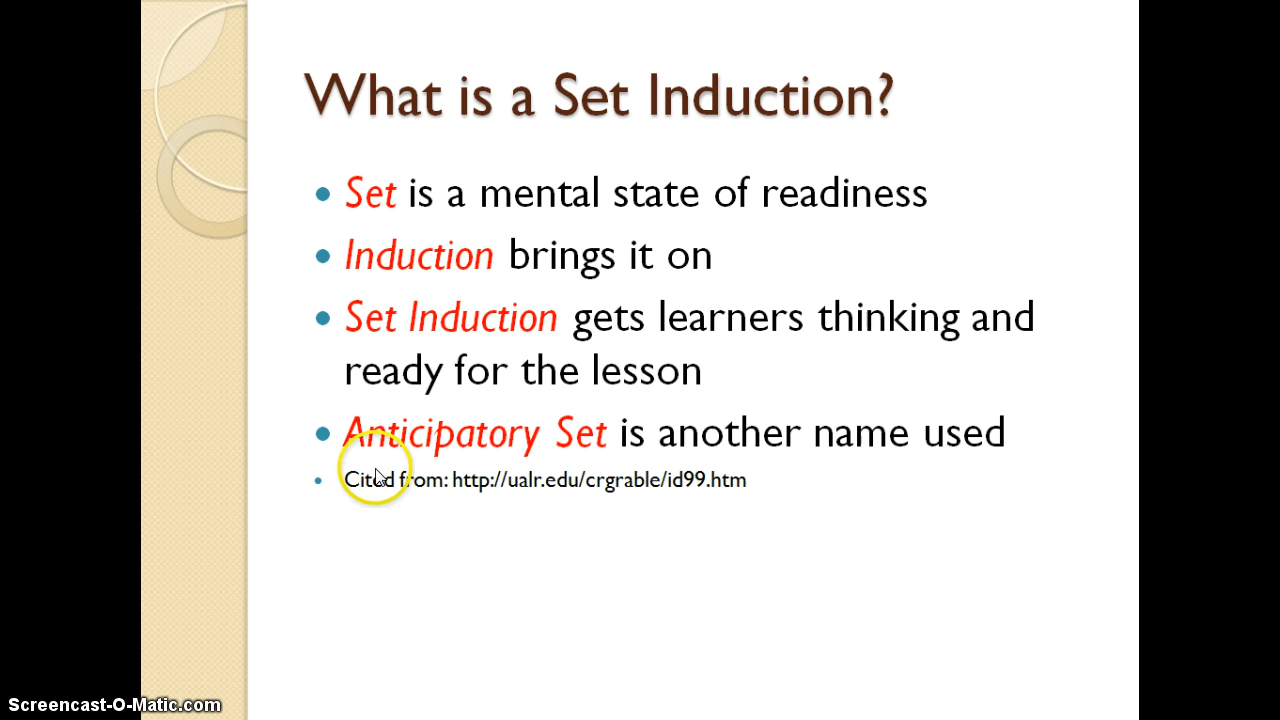 What is a Set Induction?
Set is a mental state of readiness
Induction brings it on
Set Induction gets learners thinking and
ready for the lesson
Anticipatory Set is another name used
Cited from: http://ualr.edu/crgrable/id99.htm
Screencast-O-Matic.com